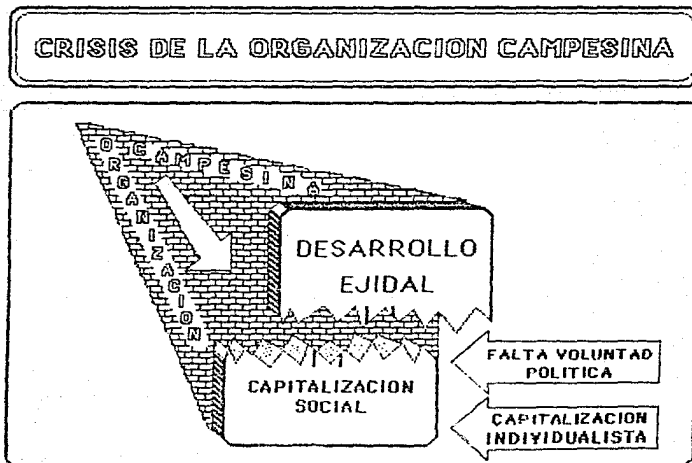 CRISIS DE LA ORGANIZACION CAMPESINA
ORGANIZACION
CAMPESINA
DESARROLLO
EJIDAL
CAPITALIZACION
SOCIAL
FALTA VOLUNTAD
POLITICA
CAPITALIZACION
INDIVIDUALISTA